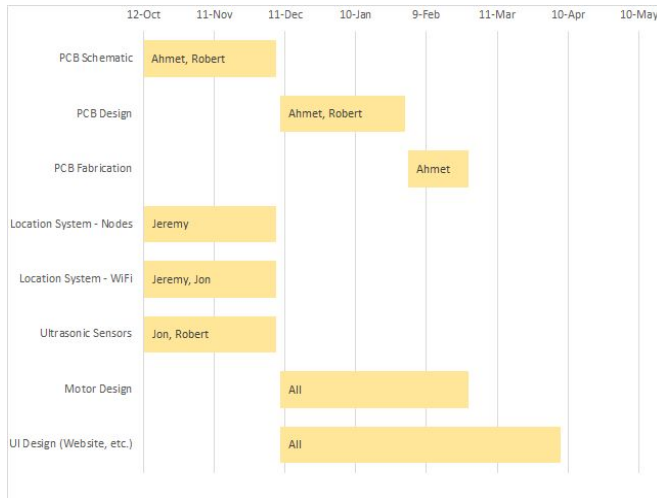 12-Oct 11-Nov 11-Dec 10-Jan 9-Feb 11-Mar 10-Apr 10-May
PCB Schematic Ahmet, Robert
PCB Design Ahmet, Robert
PCB Fabrication Ahmet
Location System - Nodes Jeremy
Location System - WiFi Jeremy, Jon
Ultrasonic Sensors Jon, Robert
Motor Design All
UI Design (Website, etc.) All